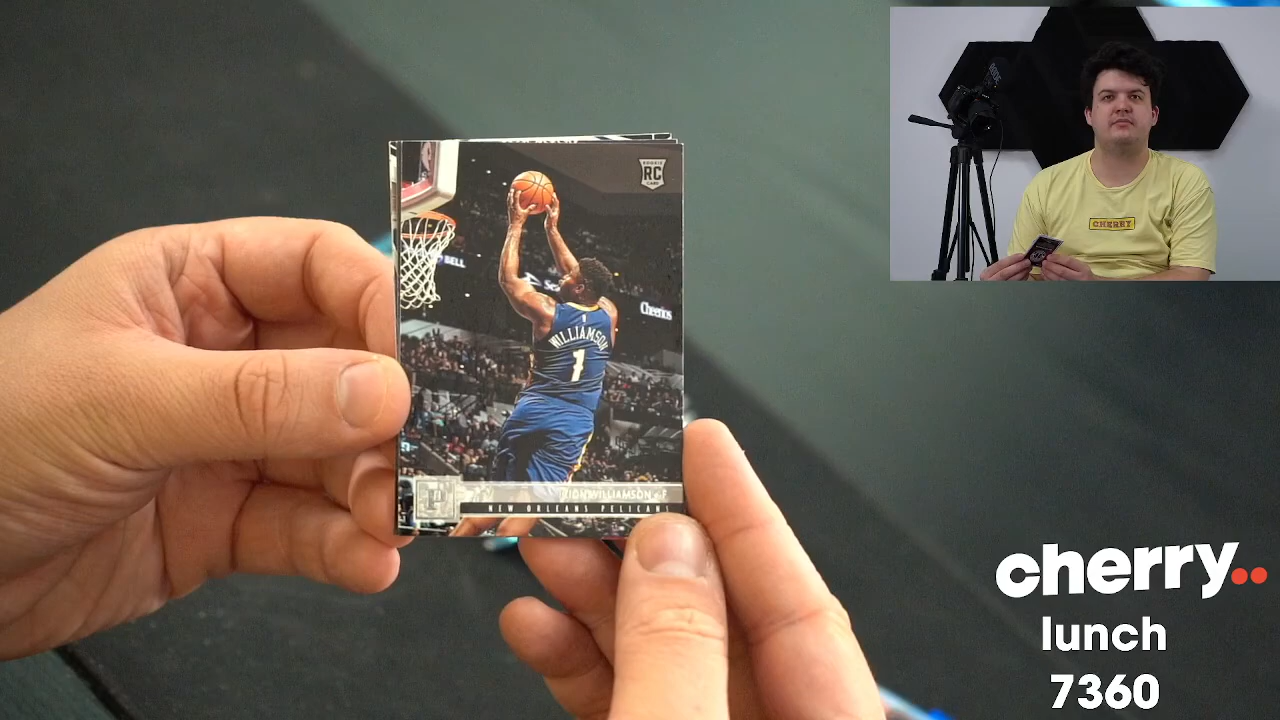 ROOKIE
RC
CARD
BELL
Cheerios
WILLIAMSON
1
ZION WILLIAMSON • F
NEW ORLEANS PELICANS
CHERRY
cherry..
lunch
7360